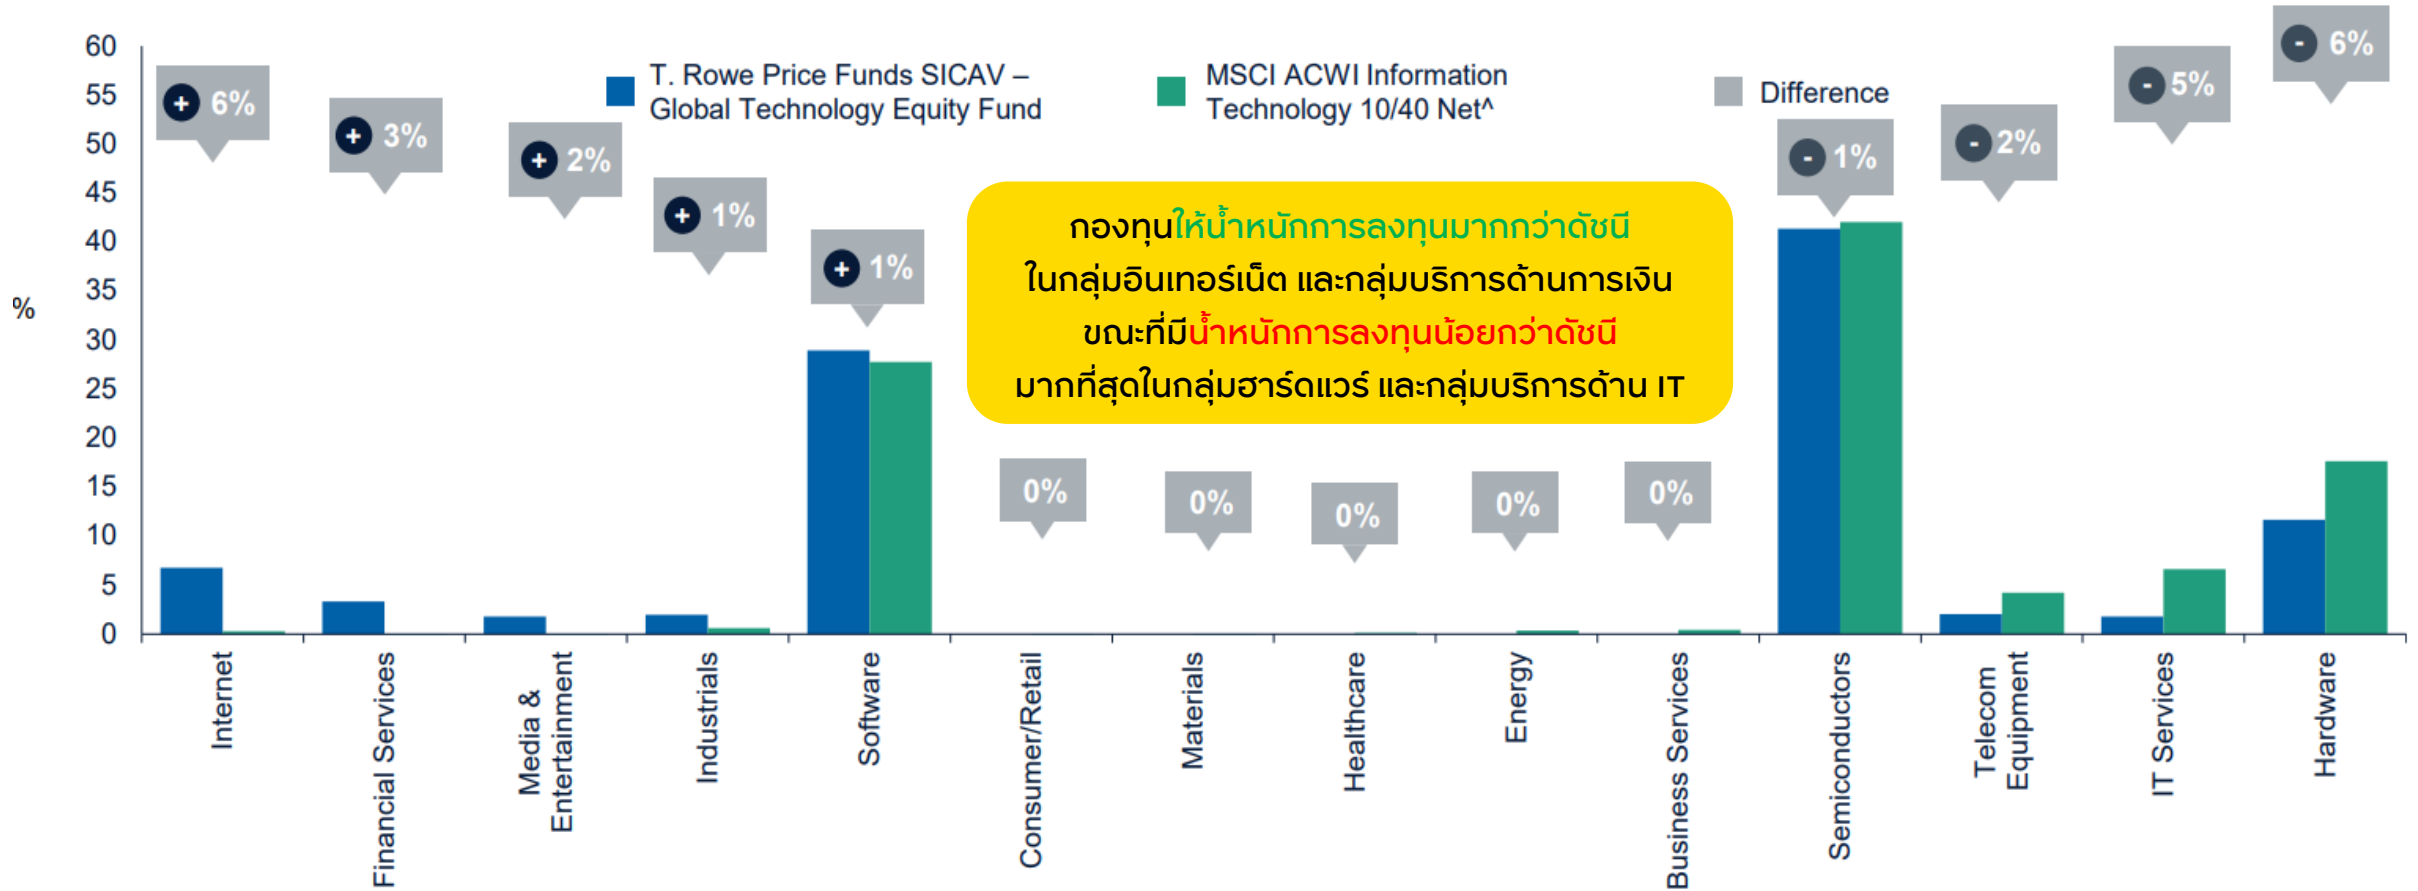 60
55
50
45
40
35
30
25
20
15
10
5
0
%
T. Rowe Price Funds SICAV –
Global Technology Equity Fund
MSCI ACWI Information
Technology 10/40 Net^
Difference
+ 6%
+ 3%
+ 2%
+ 1%
+ 1%
0%
0%
0%
0%
0%
- 1%
- 2%
- 5%
- 6%
กองทุนให้น้ำหนักการลงทุนมากกว่าดัชนี
ในกลุ่มอินเทอร์เน็ต และกลุ่มบริการด้านการเงิน
ขณะที่มีน้ำหนักการลงทุนน้อยกว่าดัชนี
มากที่สุดในกลุ่มฮาร์ดแวร์ และกลุ่มบริการด้าน IT
Internet
Financial Services
Media &
Entertainment
Industrials
Software
Consumer/Retail
Materials
Healthcare
Energy
Business Services
Semiconductors
Telecom
Equipment
IT Services
Hardware